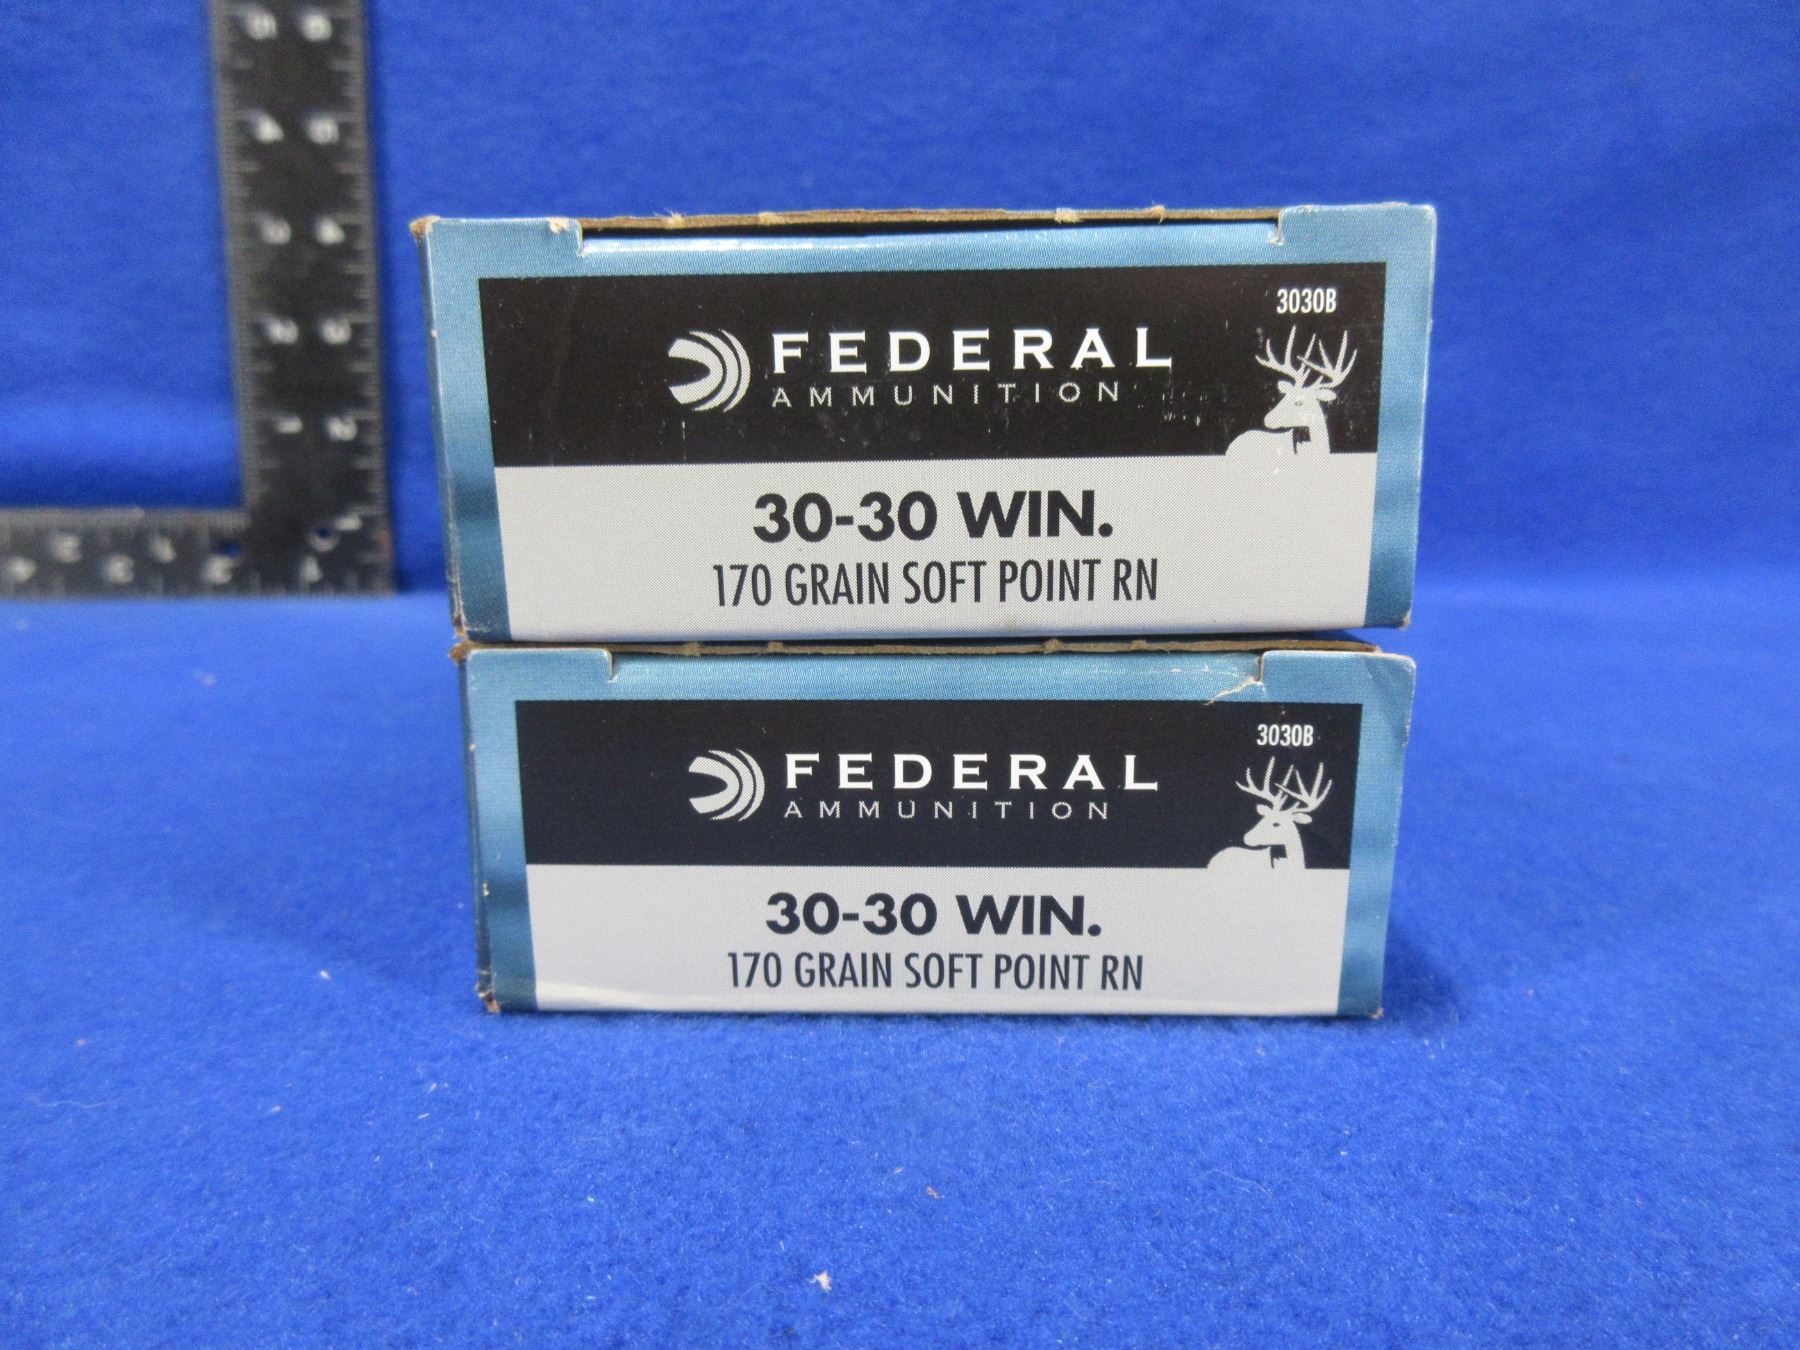 3030B
FEDERAL
AMMUNITION
30-30 WIN.
170 GRAIN SOFT POINT RN
3030B
FEDERAL
AMMUNITION
30-30 WIN.
170 GRAIN SOFT POINT RN